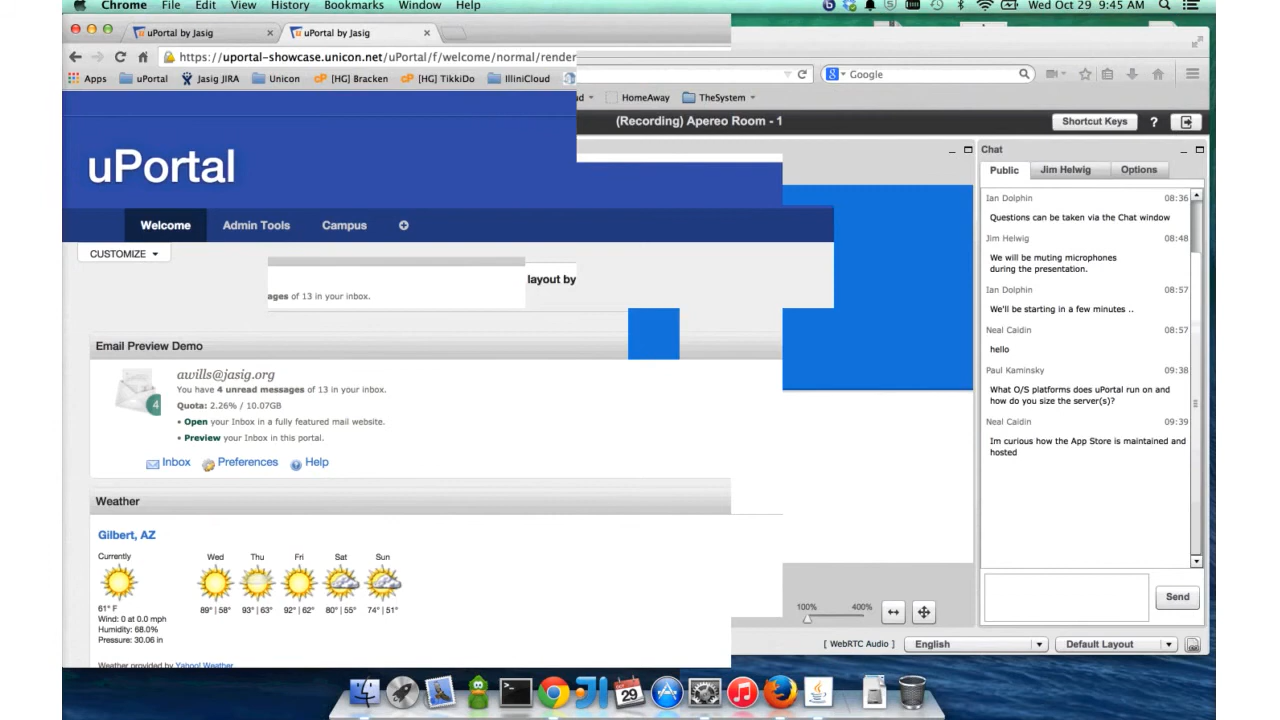 Chrome File Edit View History Bookmarks Window Help Wed Oct 29 9:45 AM
uPortal by Jasig uPortal by Jasig
https://uportal-showcase.unicon.net/uPortal/f/welcome/normal/render
Google
Apps uPortal Jasig JIRA Unicon [HG] Bracken [HG] TikkiDo IlliniCloud
HomeAway TheSystem
(Recording) Apereo Room - 1
Shortcut Keys ?
uPortal
Welcome Admin Tools Campus
CUSTOMIZE
layout by
ages of 13 in your inbox.
Email Preview Demo
awills@jasig.org
You have 4 unread messages of 13 in your inbox.
4
Quota: 2.26% / 10.07GB
• Open your Inbox in a fully featured mail website.
• Preview your Inbox in this portal.
Inbox Preferences Help
Weather
Gilbert, AZ
Currently
61° F
Wind: 0 at 0.0 mph
Humidity: 68.0%
Pressure: 30.06 in
Wed Thu Fri Sat Sun
89° | 58° 93° | 63° 92° | 62° 80° | 55° 74° | 51°
Weather provided by Yahoo! Weather
Chat
Public Jim Helwig Options
Ian Dolphin 08:36
Questions can be taken via the Chat window
Jim Helwig 08:48
We will be muting microphones
during the presentation.
Ian Dolphin 08:57
We'll be starting in a few minutes ..
Neal Caidin 08:57
hello
Paul Kaminsky 09:38
What O/S platforms does uPortal run on and
how do you size the server(s)?
Neal Caidin 09:39
Im curious how the App Store is maintained and
hosted
Send
100% 400%
[ WebRTC Audio ] English Default Layout
29